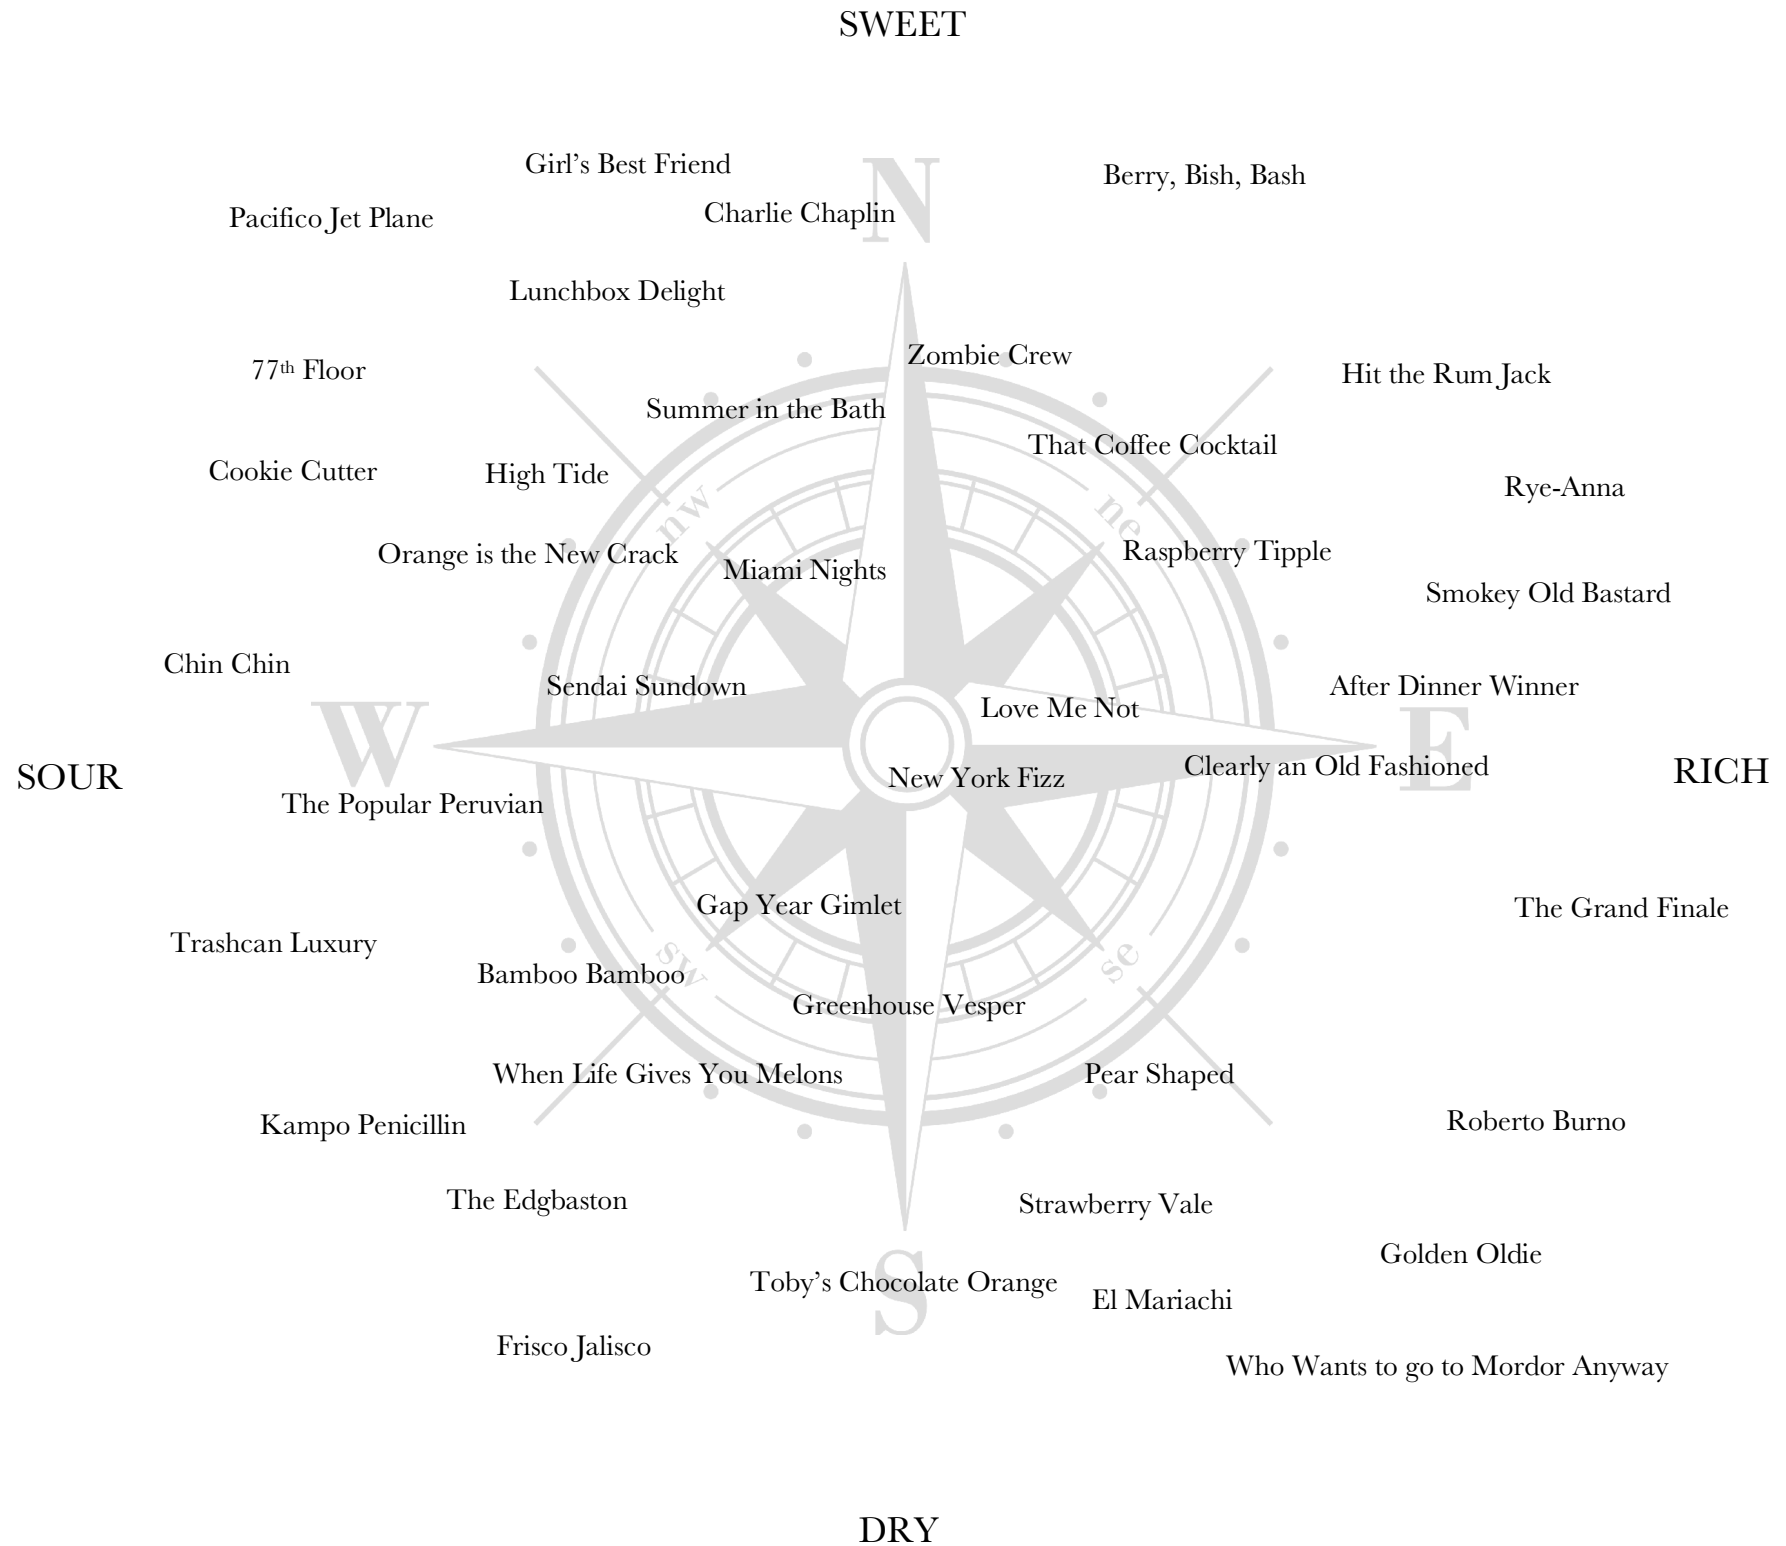 SWEET
Girl’s Best Friend
Berry, Bish, Bash
N
Charlie Chaplin
Pacifico Jet Plane
Lunchbox Delight
Zombie Crew
77th Floor
Hit the Rum Jack
Summer in the Bath
That Coffee Cocktail
Cookie Cutter
High Tide
Rye-Anna
nw
ne
Orange is the New Crack
Raspberry Tipple
Miami Nights
Smokey Old Bastard
Chin Chin
Sendai Sundown
After Dinner Winner
Love Me Not
W
E
SOUR
New York Fizz
Clearly an Old Fashioned
RICH
The Popular Peruvian
Gap Year Gimlet
The Grand Finale
Trashcan Luxury
sw
se
Bamboo Bamboo
Greenhouse Vesper
When Life Gives You Melons
Pear Shaped
Kampo Penicillin
Roberto Burno
The Edgbaston
Strawberry Vale
Golden Oldie
Toby’s Chocolate Orange
S
El Mariachi
Frisco Jalisco
Who Wants to go to Mordor Anyway
DRY